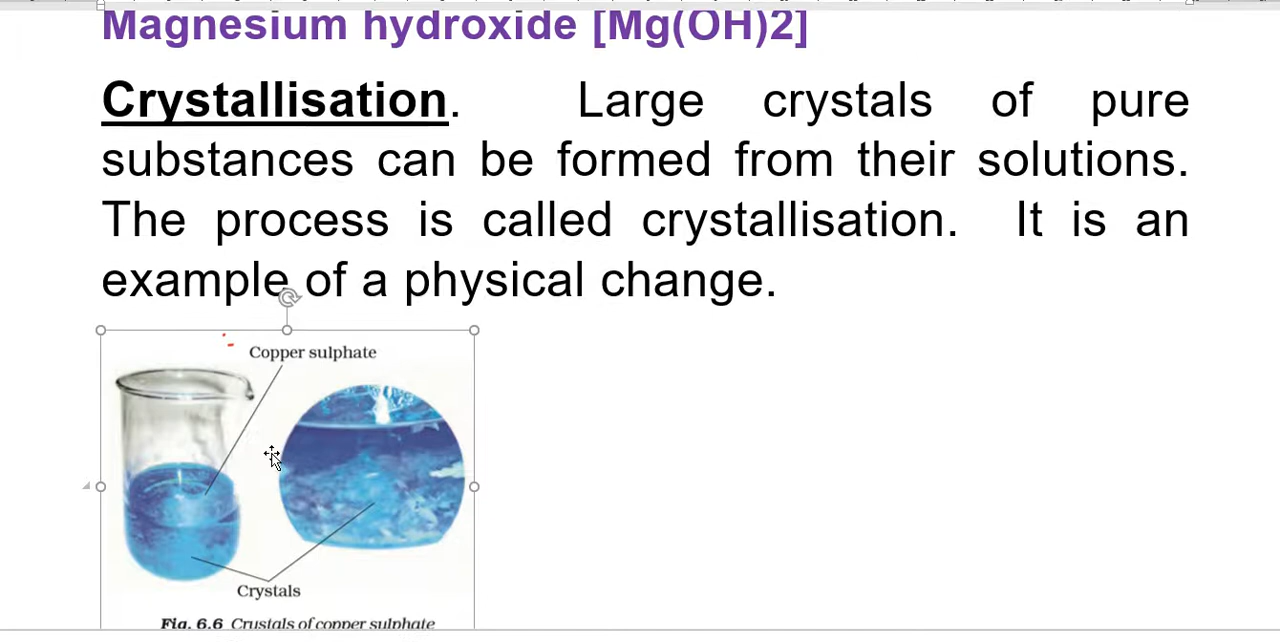 Magnesium hydroxide [Mg(OH)2]
Crystallisation. Large crystals of pure
substances can be formed from their solutions.
The process is called crystallisation. It is an
example of a physical change.
Copper sulphate
Crystals
Fig. 6.6 Crystals of copper sulphate